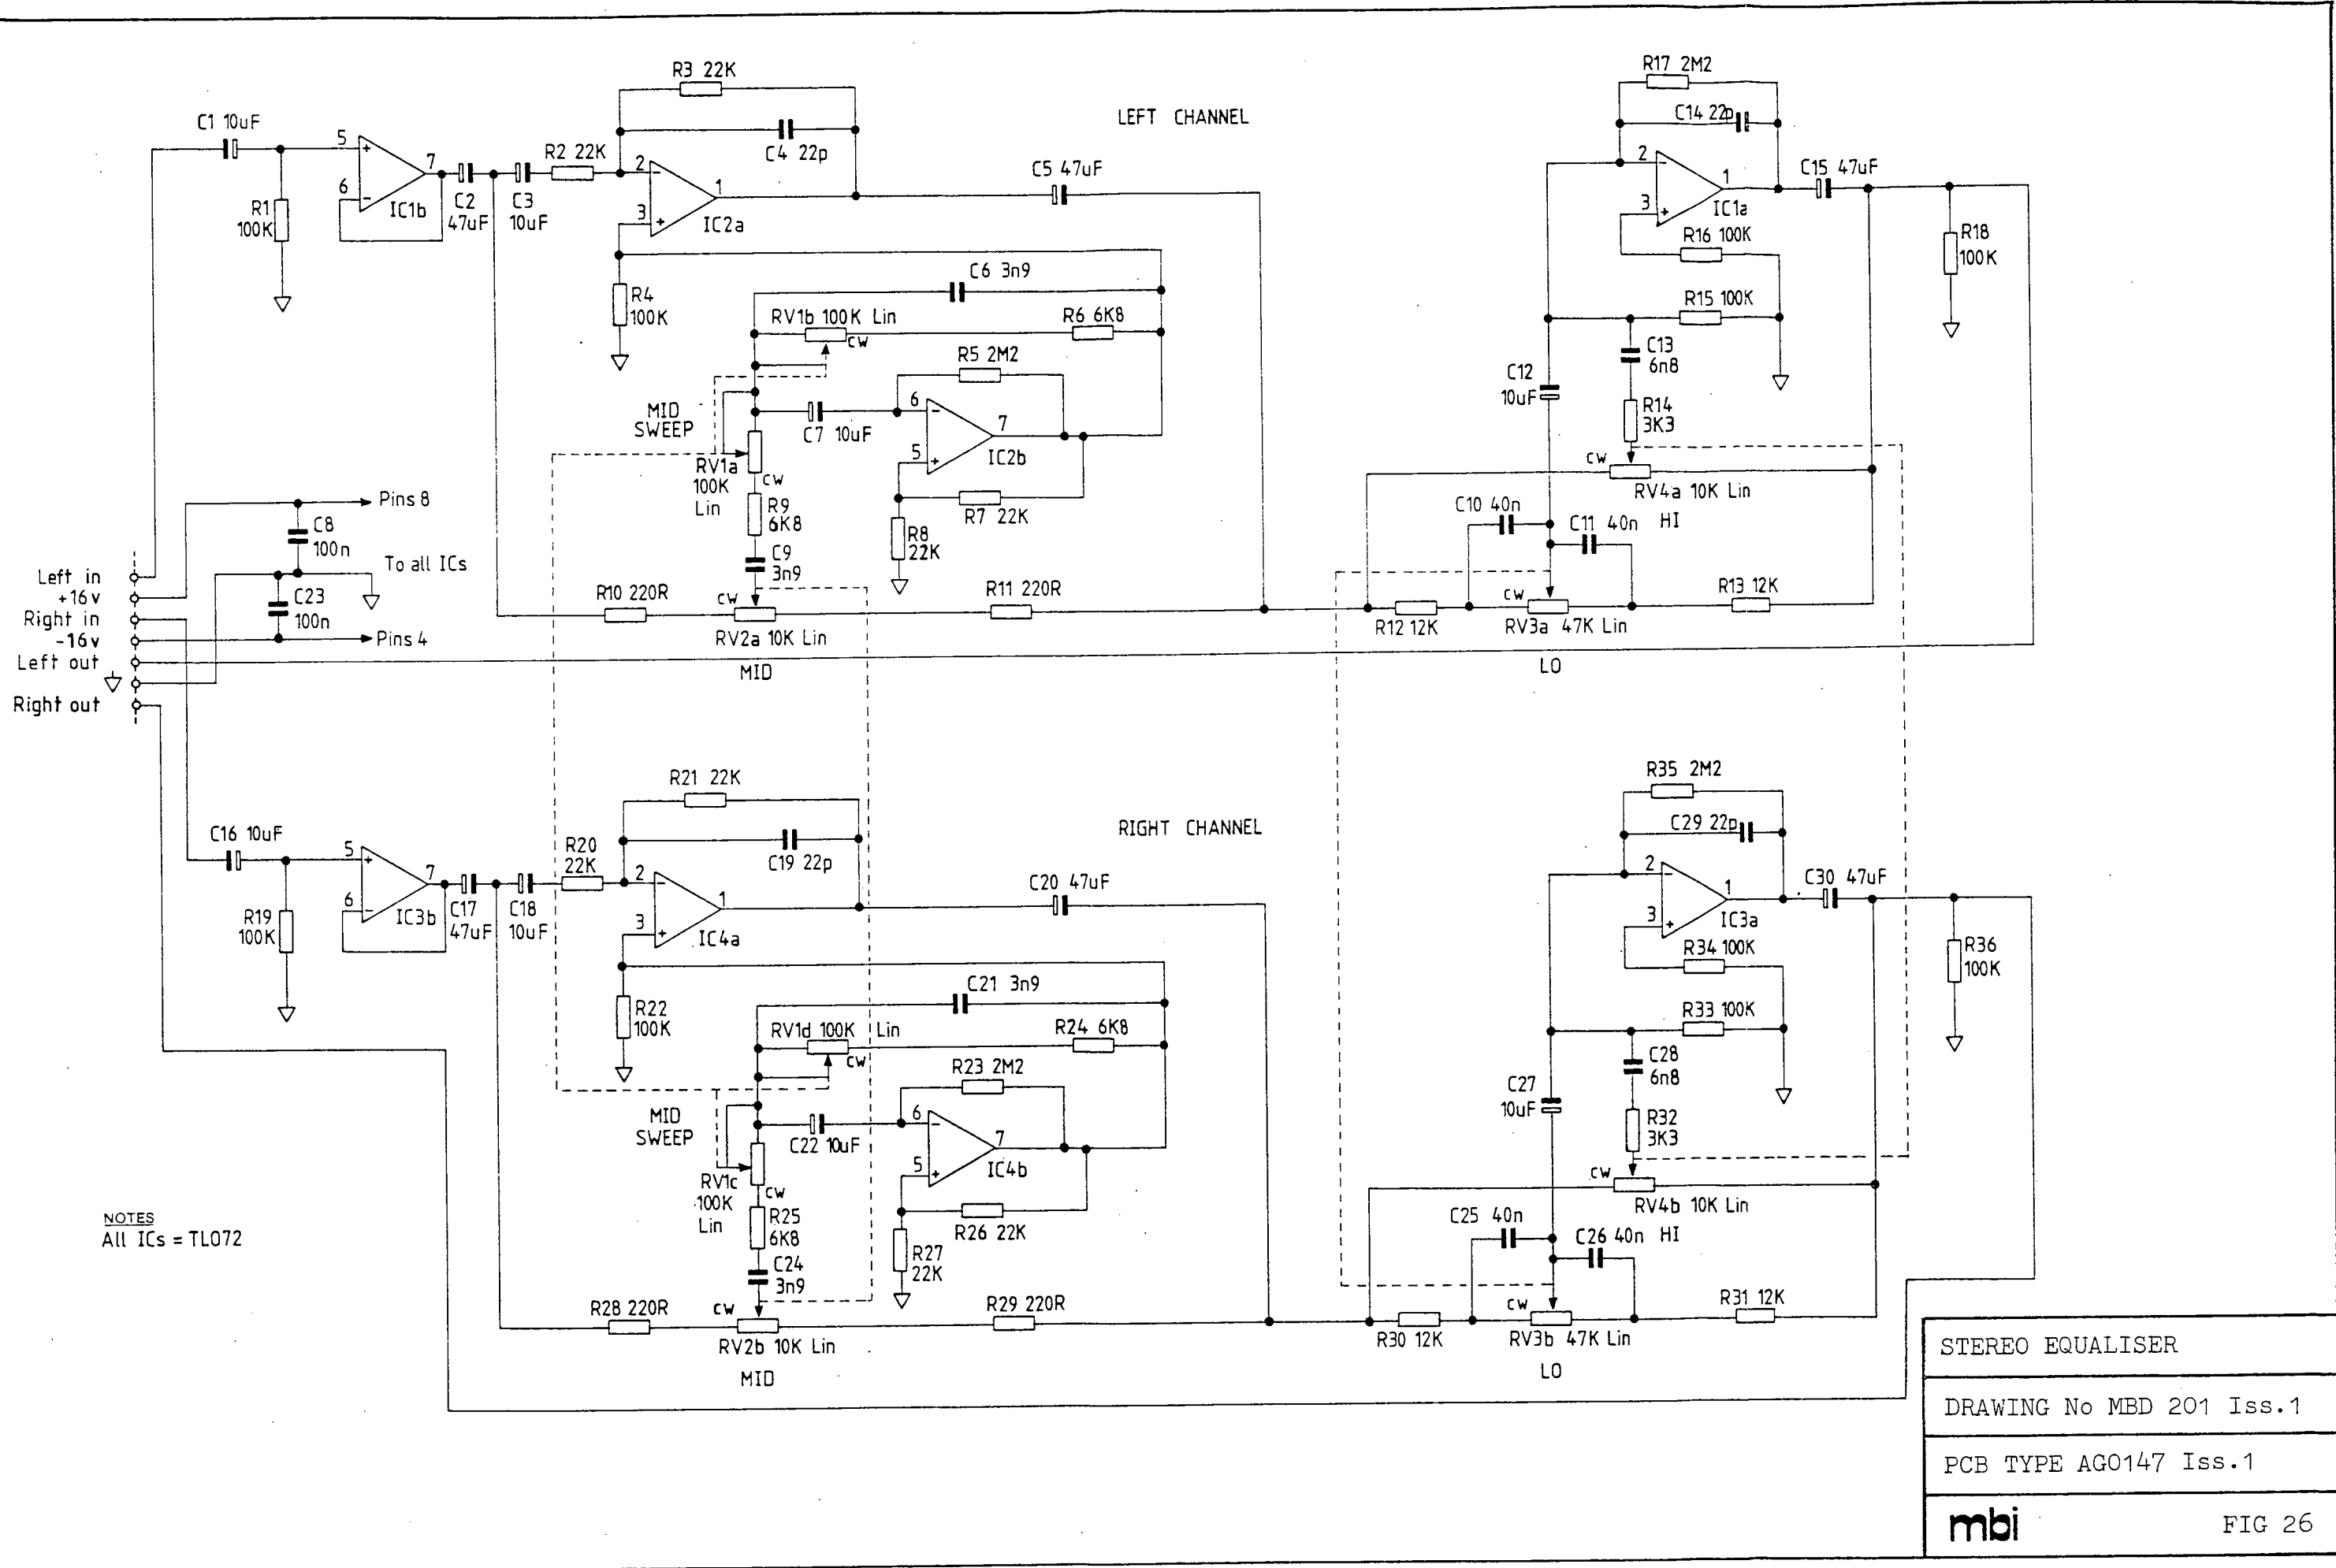 LEFT CHANNEL
C1 10uF
R1
100K
5
6
7
+
-
IC1b
C2
47uF
C3
10uF
R2 22K
R3 22K
C4 22p
2
3
1
-
+
IC2a
R4
100K
C5 47uF
C6 3n9
RV1b 100K Lin
CW
R6 6K8
R5 2M2
MID
SWEEP
C7 10uF
6
5
7
-
+
IC2b
RV1a
100K
Lin
CW
R9
6K8
R7 22K
R8
22K
C9
3n9
R10 220R
CW
RV2a 10K Lin
MID
R11 220R
R17 2M2
C14 22p
2
3
1
-
+
IC1a
C15 47uF
R16 100K
R18
100K
R15 100K
C13
6n8
C12
10uF
R14
3K3
CW
RV4a 10K Lin
HI
C10 40n
C11 40n
R12 12K
CW
RV3a 47K Lin
LO
R13 12K
Pins 8
C8
100n
To all ICs
C23
100n
Pins 4
Left in
+16v
Right in
-16v
Left out
Right out
RIGHT CHANNEL
C16 10uF
R19
100K
5
6
7
+
-
IC3b
C17
47uF
C18
10uF
R20
22K
R21 22K
C19 22p
2
3
1
-
+
IC4a
R22
100K
C20 47uF
C21 3n9
RV1d 100K Lin
CW
R24 6K8
R23 2M2
MID
SWEEP
C22 10uF
6
5
7
-
+
IC4b
RV1c
100K
Lin
CW
R25
6K8
R26 22K
R27
22K
C24
3n9
R28 220R
CW
RV2b 10K Lin
MID
R29 220R
R35 2M2
C29 22p
2
3
1
-
+
IC3a
C30 47uF
R34 100K
R36
100K
R33 100K
C28
6n8
C27
10uF
R32
3K3
CW
RV4b 10K Lin
HI
C25 40n
C26 40n
R30 12K
CW
RV3b 47K Lin
LO
R31 12K
NOTES
All ICs = TL072
STEREO EQUALISER
DRAWING No MBD 201 Iss.1
PCB TYPE AG0147 Iss.1
mbi
FIG 26